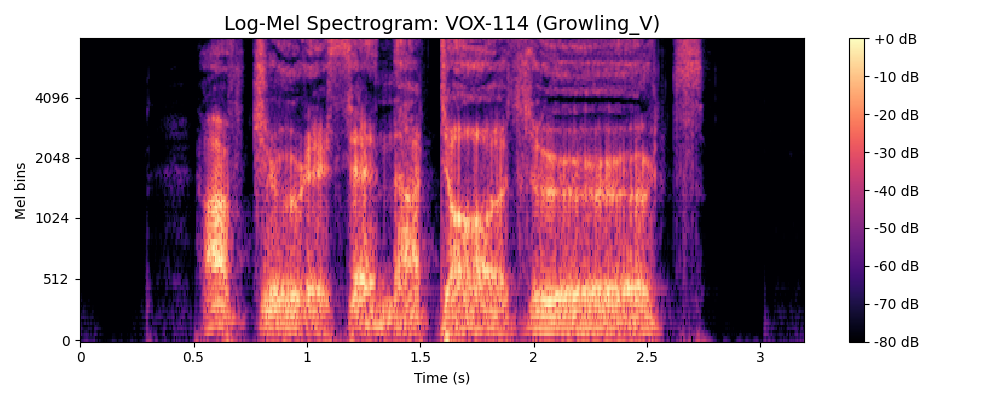 Log-Mel Spectrogram: VOX-114 (Growling_V)
+0 dB
-10 dB
-20 dB
-30 dB
-40 dB
-50 dB
-60 dB
-70 dB
-80 dB
4096
2048
1024
512
0
Mel bins
0
0.5
1
1.5
2
2.5
3
Time (s)